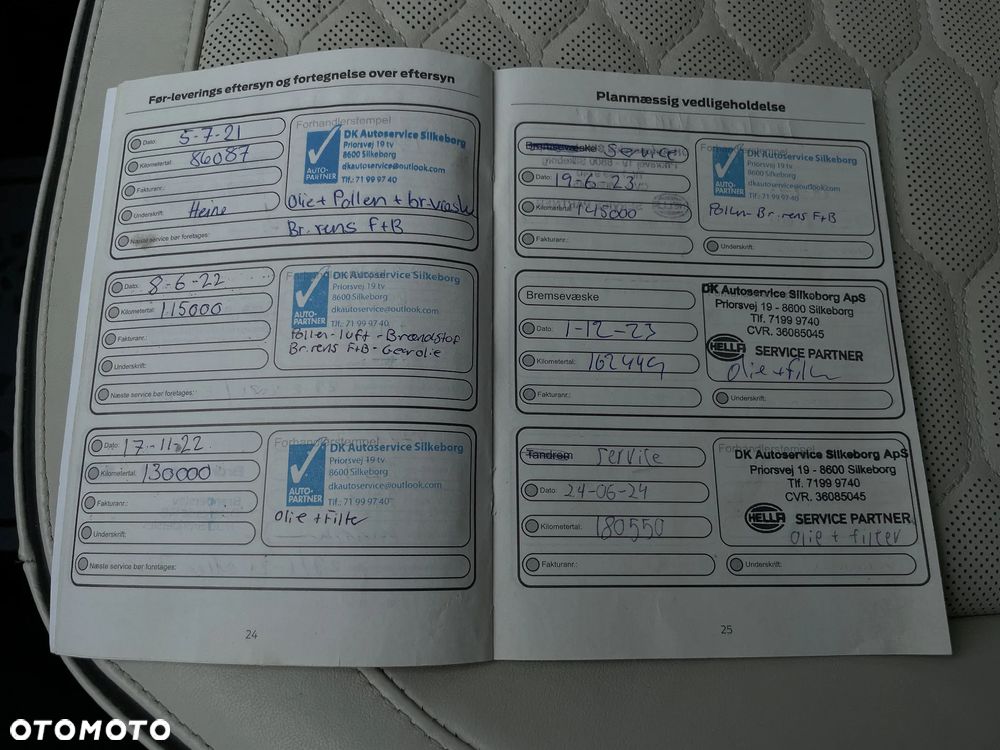 Før-leverings eftersyn og fortegnelse over eftersyn
Dato: 5-7-21
Kilometertal: 86087
Fakturanr.:
Underskrift: Heine
Næste service bør foretages:
Forhandlerstempel
AUTO-PARTNER
DK Autoservice Silkeborg
Priorsvej 19 tv
8600 Silkeborg
dkautoservice@outlook.com
Tlf.: 71 99 97 40
Olie + Pollen + br.væske
Br.rens F+B
Dato: 8-6-22
Kilometertal: 115000
Fakturanr.:
Underskrift:
Næste service bør foretages:
AUTO-PARTNER
DK Autoservice Silkeborg
Priorsvej 19 tv
8600 Silkeborg
dkautoservice@outlook.com
Tlf.: 71 99 97 40
Pollen - luft - Brændstof
Br.rens F+B - Gearolie
Dato: 17-11-22
Kilometertal: 130000
Fakturanr.:
Underskrift:
Næste service bør foretages:
Forhandlerstempel
AUTO-PARTNER
DK Autoservice Silkeborg
Priorsvej 19 tv
8600 Silkeborg
dkautoservice@outlook.com
Tlf.: 71 99 97 40
Olie + Filter
24
Planmæssig vedligeholdelse
Bremsevæske Service
Dato: 19-6-23
Kilometertal: 145000
Fakturanr.:
Underskrift:
AUTO-PARTNER
DK Autoservice Silkeborg
Priorsvej 19 tv
8600 Silkeborg
dkautoservice@outlook.com
Tlf.: 71 99 97 40
Pollen - Br.rens F+B
Bremsevæske
Dato: 1-12-23
Kilometertal: 162449
Fakturanr.:
Underskrift:
DK Autoservice Silkeborg ApS
Priorsvej 19 - 8600 Silkeborg
Tlf. 7199 9740
CVR. 36085045
HELLA SERVICE PARTNER
Olie + filter
Tandrem Service
Dato: 24-06-24
Kilometertal: 180550
Fakturanr.:
Underskrift:
DK Autoservice Silkeborg ApS
Priorsvej 19 - 8600 Silkeborg
Tlf. 7199 9740
CVR. 36085045
HELLA SERVICE PARTNER
olie + filter
25
OTOMOTO